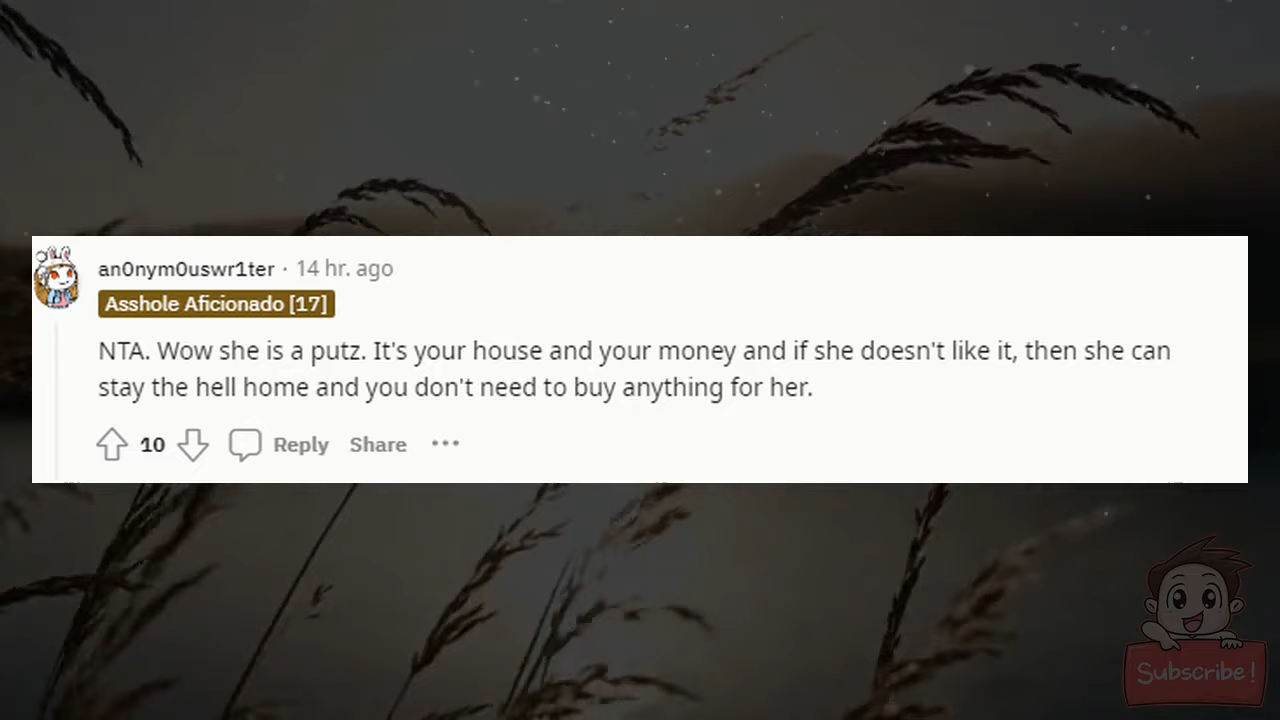 an0nym0uswr1ter · 14 hr. ago
Asshole Aficionado [17]
NTA. Wow she is a putz. It's your house and your money and if she doesn't like it, then she can
stay the hell home and you don't need to buy anything for her.
10 Reply Share ···
Subscribe!